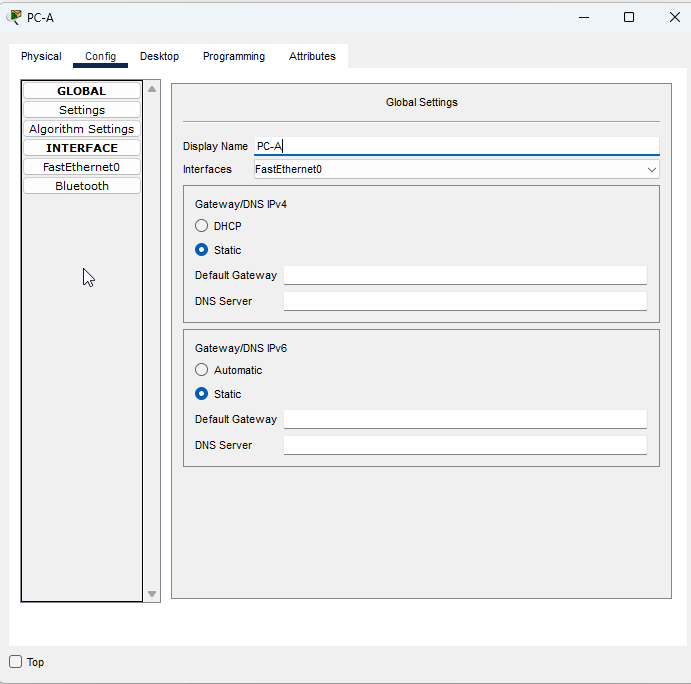 PC-A
Physical Config Desktop Programming Attributes
GLOBAL
Settings
Algorithm Settings
INTERFACE
FastEthernet0
Bluetooth
Global Settings
Display Name PC-A
Interfaces FastEthernet0
Gateway/DNS IPv4
DHCP
Static
Default Gateway
DNS Server
Gateway/DNS IPv6
Automatic
Static
Default Gateway
DNS Server
Top